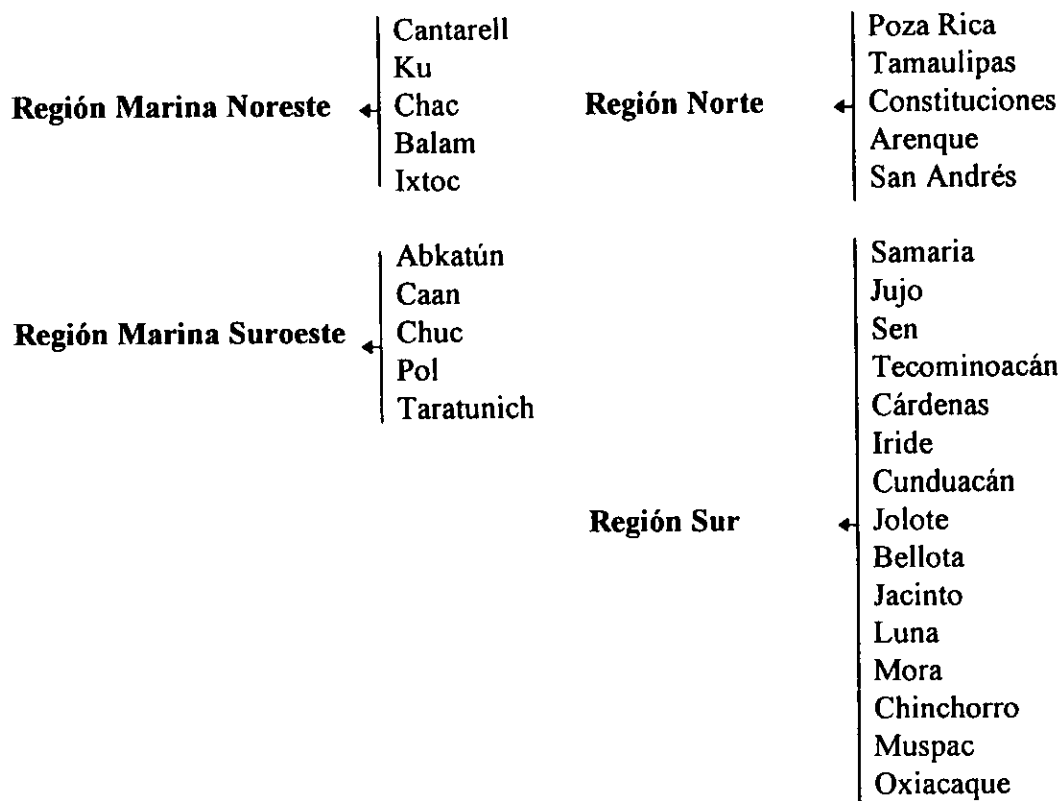 Región Marina Noreste
Cantarell
Ku
Chac
Balam
Ixtoc
Región Norte
Poza Rica
Tamaulipas
Constituciones
Arenque
San Andrés
Región Marina Suroeste
Abkatún
Caan
Chuc
Pol
Taratunich
Región Sur
Samaria
Jujo
Sen
Tecominoacán
Cárdenas
Iride
Cunduacán
Jolote
Bellota
Jacinto
Luna
Mora
Chinchorro
Muspac
Oxiacaque